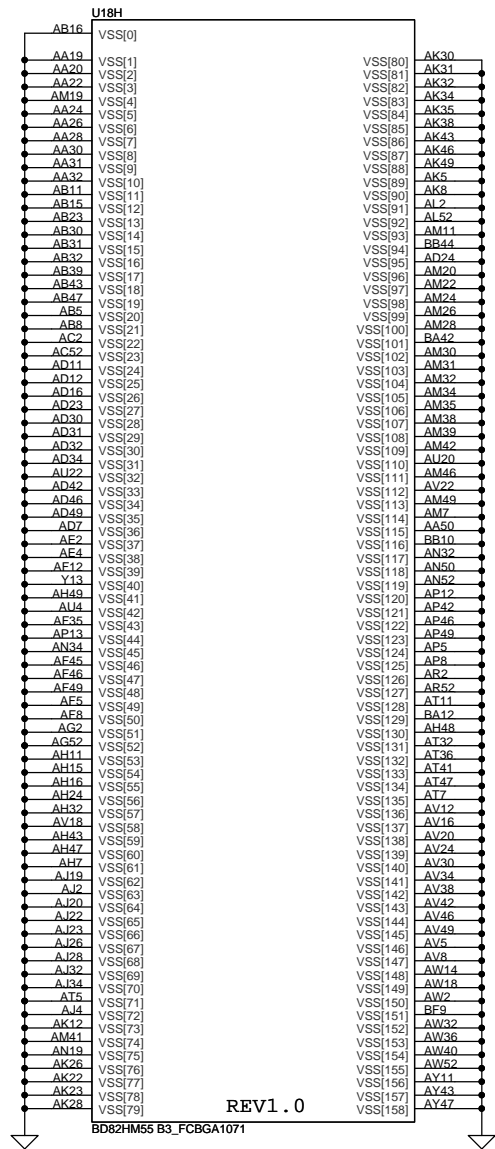 U18H
AB16 VSS[0]
AA19 VSS[1]
AA20 VSS[2]
AA22 VSS[3]
AM19 VSS[4]
AA24 VSS[5]
AA26 VSS[6]
AA28 VSS[7]
AA30 VSS[8]
AA31 VSS[9]
AA32 VSS[10]
AB11 VSS[11]
AB15 VSS[12]
AB23 VSS[13]
AB30 VSS[14]
AB31 VSS[15]
AB32 VSS[16]
AB39 VSS[17]
AB43 VSS[18]
AB47 VSS[19]
AB5 VSS[20]
AB8 VSS[21]
AC2 VSS[22]
AC52 VSS[23]
AD11 VSS[24]
AD12 VSS[25]
AD16 VSS[26]
AD23 VSS[27]
AD30 VSS[28]
AD31 VSS[29]
AD32 VSS[30]
AD34 VSS[31]
AU22 VSS[32]
AD42 VSS[33]
AD46 VSS[34]
AD49 VSS[35]
AD7 VSS[36]
AE2 VSS[37]
AE4 VSS[38]
AF12 VSS[39]
Y13 VSS[40]
AH49 VSS[41]
AU4 VSS[42]
AF35 VSS[43]
AP13 VSS[44]
AN34 VSS[45]
AF45 VSS[46]
AF46 VSS[47]
AF49 VSS[48]
AF5 VSS[49]
AF8 VSS[50]
AG2 VSS[51]
AG52 VSS[52]
AH11 VSS[53]
AH15 VSS[54]
AH16 VSS[55]
AH24 VSS[56]
AH32 VSS[57]
AV18 VSS[58]
AH43 VSS[59]
AH47 VSS[60]
AH7 VSS[61]
AJ19 VSS[62]
AJ2 VSS[63]
AJ20 VSS[64]
AJ22 VSS[65]
AJ23 VSS[66]
AJ26 VSS[67]
AJ28 VSS[68]
AJ32 VSS[69]
AJ34 VSS[70]
AT5 VSS[71]
AJ4 VSS[72]
AK12 VSS[73]
AM41 VSS[74]
AN19 VSS[75]
AK26 VSS[76]
AK22 VSS[77]
AK23 VSS[78]
AK28 VSS[79]
VSS[80] AK30
VSS[81] AK31
VSS[82] AK32
VSS[83] AK34
VSS[84] AK35
VSS[85] AK38
VSS[86] AK43
VSS[87] AK46
VSS[88] AK49
VSS[89] AK5
VSS[90] AK8
VSS[91] AL2
VSS[92] AL52
VSS[93] AM11
VSS[94] BB44
VSS[95] AD24
VSS[96] AM20
VSS[97] AM22
VSS[98] AM24
VSS[99] AM26
VSS[100] AM28
VSS[101] BA42
VSS[102] AM30
VSS[103] AM31
VSS[104] AM32
VSS[105] AM34
VSS[106] AM35
VSS[107] AM38
VSS[108] AM39
VSS[109] AM42
VSS[110] AU20
VSS[111] AM46
VSS[112] AV22
VSS[113] AM49
VSS[114] AM7
VSS[115] AA50
VSS[116] BB10
VSS[117] AN32
VSS[118] AN50
VSS[119] AN52
VSS[120] AP12
VSS[121] AP42
VSS[122] AP46
VSS[123] AP49
VSS[124] AP5
VSS[125] AP8
VSS[126] AR2
VSS[127] AR52
VSS[128] AT11
VSS[129] BA12
VSS[130] AH48
VSS[131] AT32
VSS[132] AT36
VSS[133] AT41
VSS[134] AT47
VSS[135] AT7
VSS[136] AV12
VSS[137] AV16
VSS[138] AV20
VSS[139] AV24
VSS[140] AV30
VSS[141] AV34
VSS[142] AV38
VSS[143] AV42
VSS[144] AV46
VSS[145] AV49
VSS[146] AV5
VSS[147] AV8
VSS[148] AW14
VSS[149] AW18
VSS[150] AW2
VSS[151] BF9
VSS[152] AW32
VSS[153] AW36
VSS[154] AW40
VSS[155] AW52
VSS[156] AY11
VSS[157] AY43
VSS[158] AY47
REV1.0
BD82HM55 B3_FCBGA1071